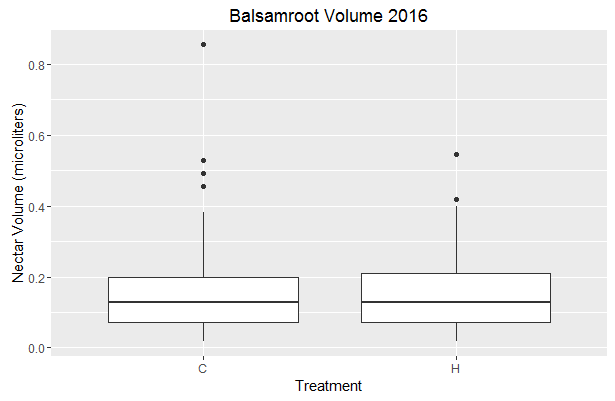 Balsamroot Volume 2016
Nectar Volume (microliters)
0.8
0.6
0.4
0.2
0.0
C
H
Treatment